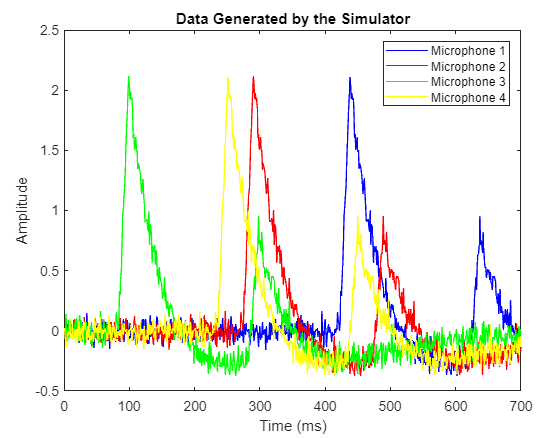 Data Generated by the Simulator
2.5
2
1.5
1
0.5
0
-0.5
Amplitude
Microphone 1
Microphone 2
Microphone 3
Microphone 4
0 100 200 300 400 500 600 700
Time (ms)